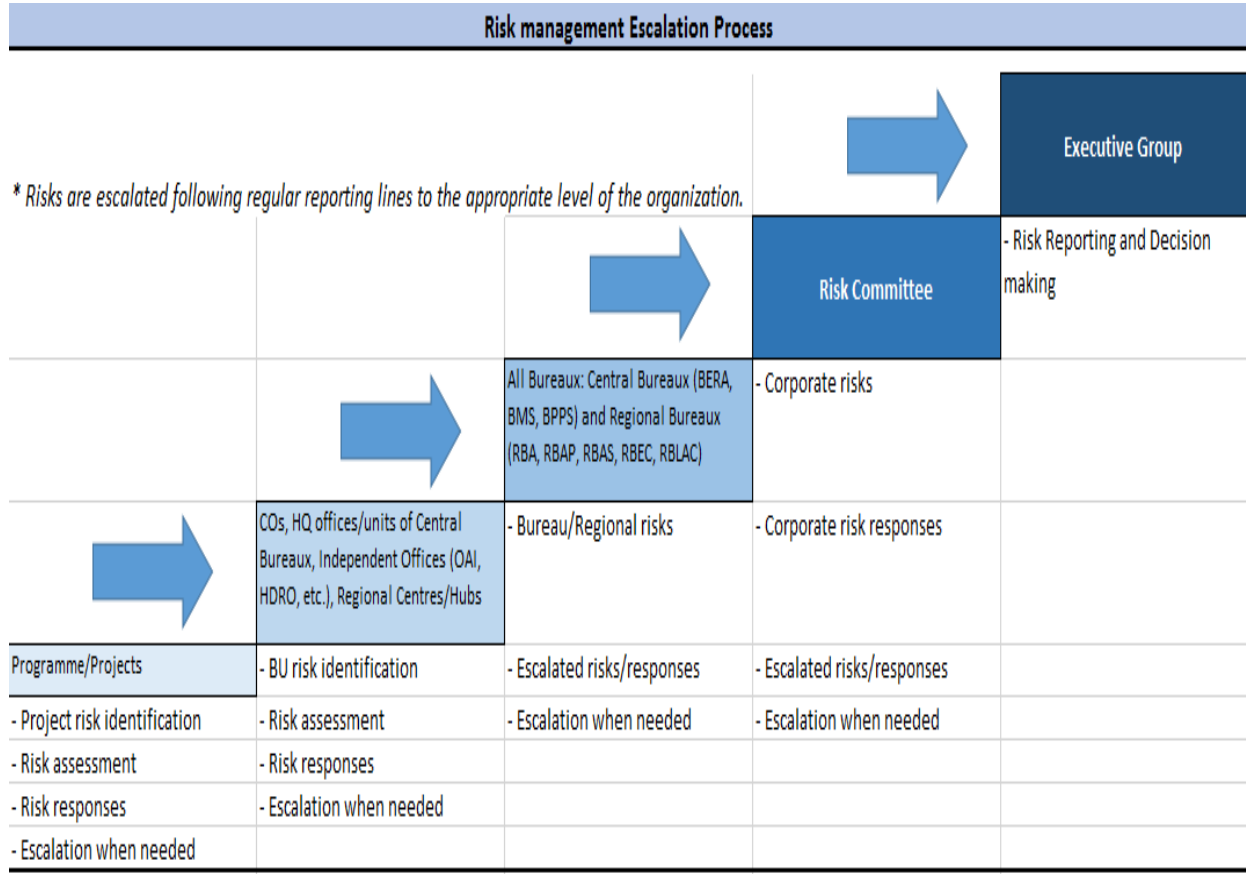 Risk management Escalation Process
Executive Group
* Risks are escalated following regular reporting lines to the appropriate level of the organization.
- Risk Reporting and Decision
making
Risk Committee
All Bureaux: Central Bureaux (BERA,
BMS, BPPS) and Regional Bureaux
(RBA, RBAP, RBAS, RBEC, RBLAC)
- Corporate risks
COs, HQ offices/units of Central
Bureaux, Independent Offices (OAI,
HDRO, etc.), Regional Centres/Hubs
- Bureau/Regional risks
- Corporate risk responses
Programme/Projects
- BU risk identification
- Escalated risks/responses
- Escalated risks/responses
- Project risk identification
- Risk assessment
- Escalation when needed
- Escalation when needed
- Risk assessment
- Risk responses
- Risk responses
- Escalation when needed
- Escalation when needed